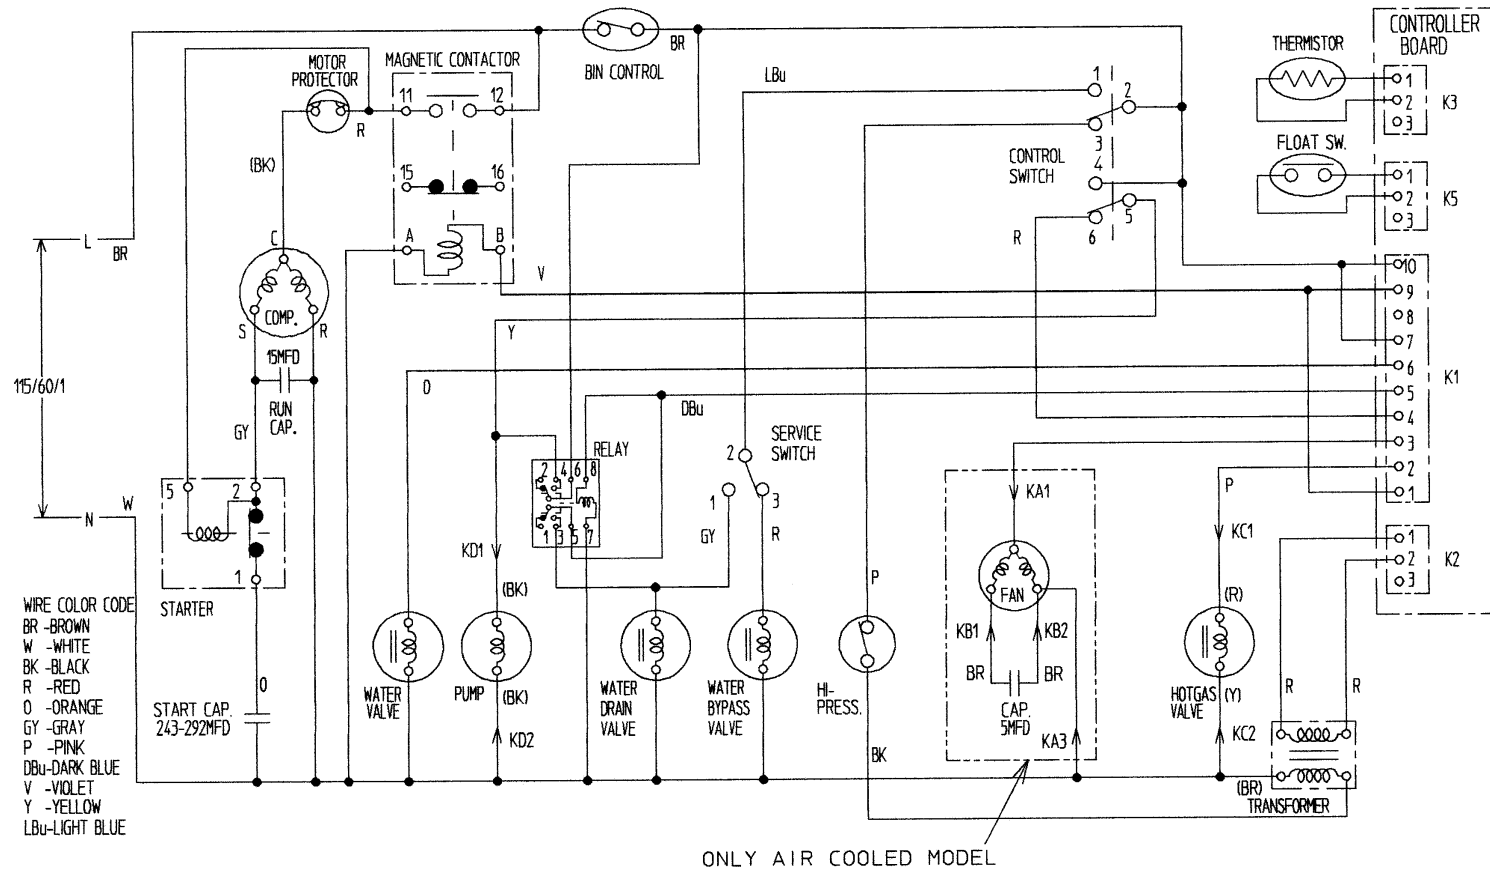 CONTROLLER
BOARD
THERMISTOR
1
2
3
K3
FLOAT SW.
1
2
3
K5
10
9
8
7
6
5
4
3
2
1
K1
1
2
3
K2
MOTOR
PROTECTOR
MAGNETIC CONTACTOR
11
12
15
16
A
B
R
(BK)
BIN CONTROL
BR
LBu
1
2
3
4
5
6
CONTROL
SWITCH
R
L
BR
115/60/1
N
W
C
S
R
COMP.
15MFD
RUN
CAP.
GY
V
Y
O
DBu
RELAY
2
4
6
8
1
3
5
7
SERVICE
SWITCH
2
1
3
GY
R
5
2
1
STARTER
O
START CAP.
243-292MFD
WIRE COLOR CODE
BR -BROWN
W -WHITE
BK -BLACK
R -RED
O -ORANGE
GY -GRAY
P -PINK
DBu-DARK BLUE
V -VIOLET
Y -YELLOW
LBu-LIGHT BLUE
WATER
VALVE
KD1
(BK)
PUMP
(BK)
KD2
WATER
DRAIN
VALVE
WATER
BYPASS
VALVE
P
HI-
PRESS.
BK
KA1
FAN
KB1
KB2
BR
BR
CAP.
5MFD
KA3
P
KC1
(R)
HOTGAS
VALVE
(Y)
KC2
R
R
(BR)
TRANSFORMER
ONLY AIR COOLED MODEL